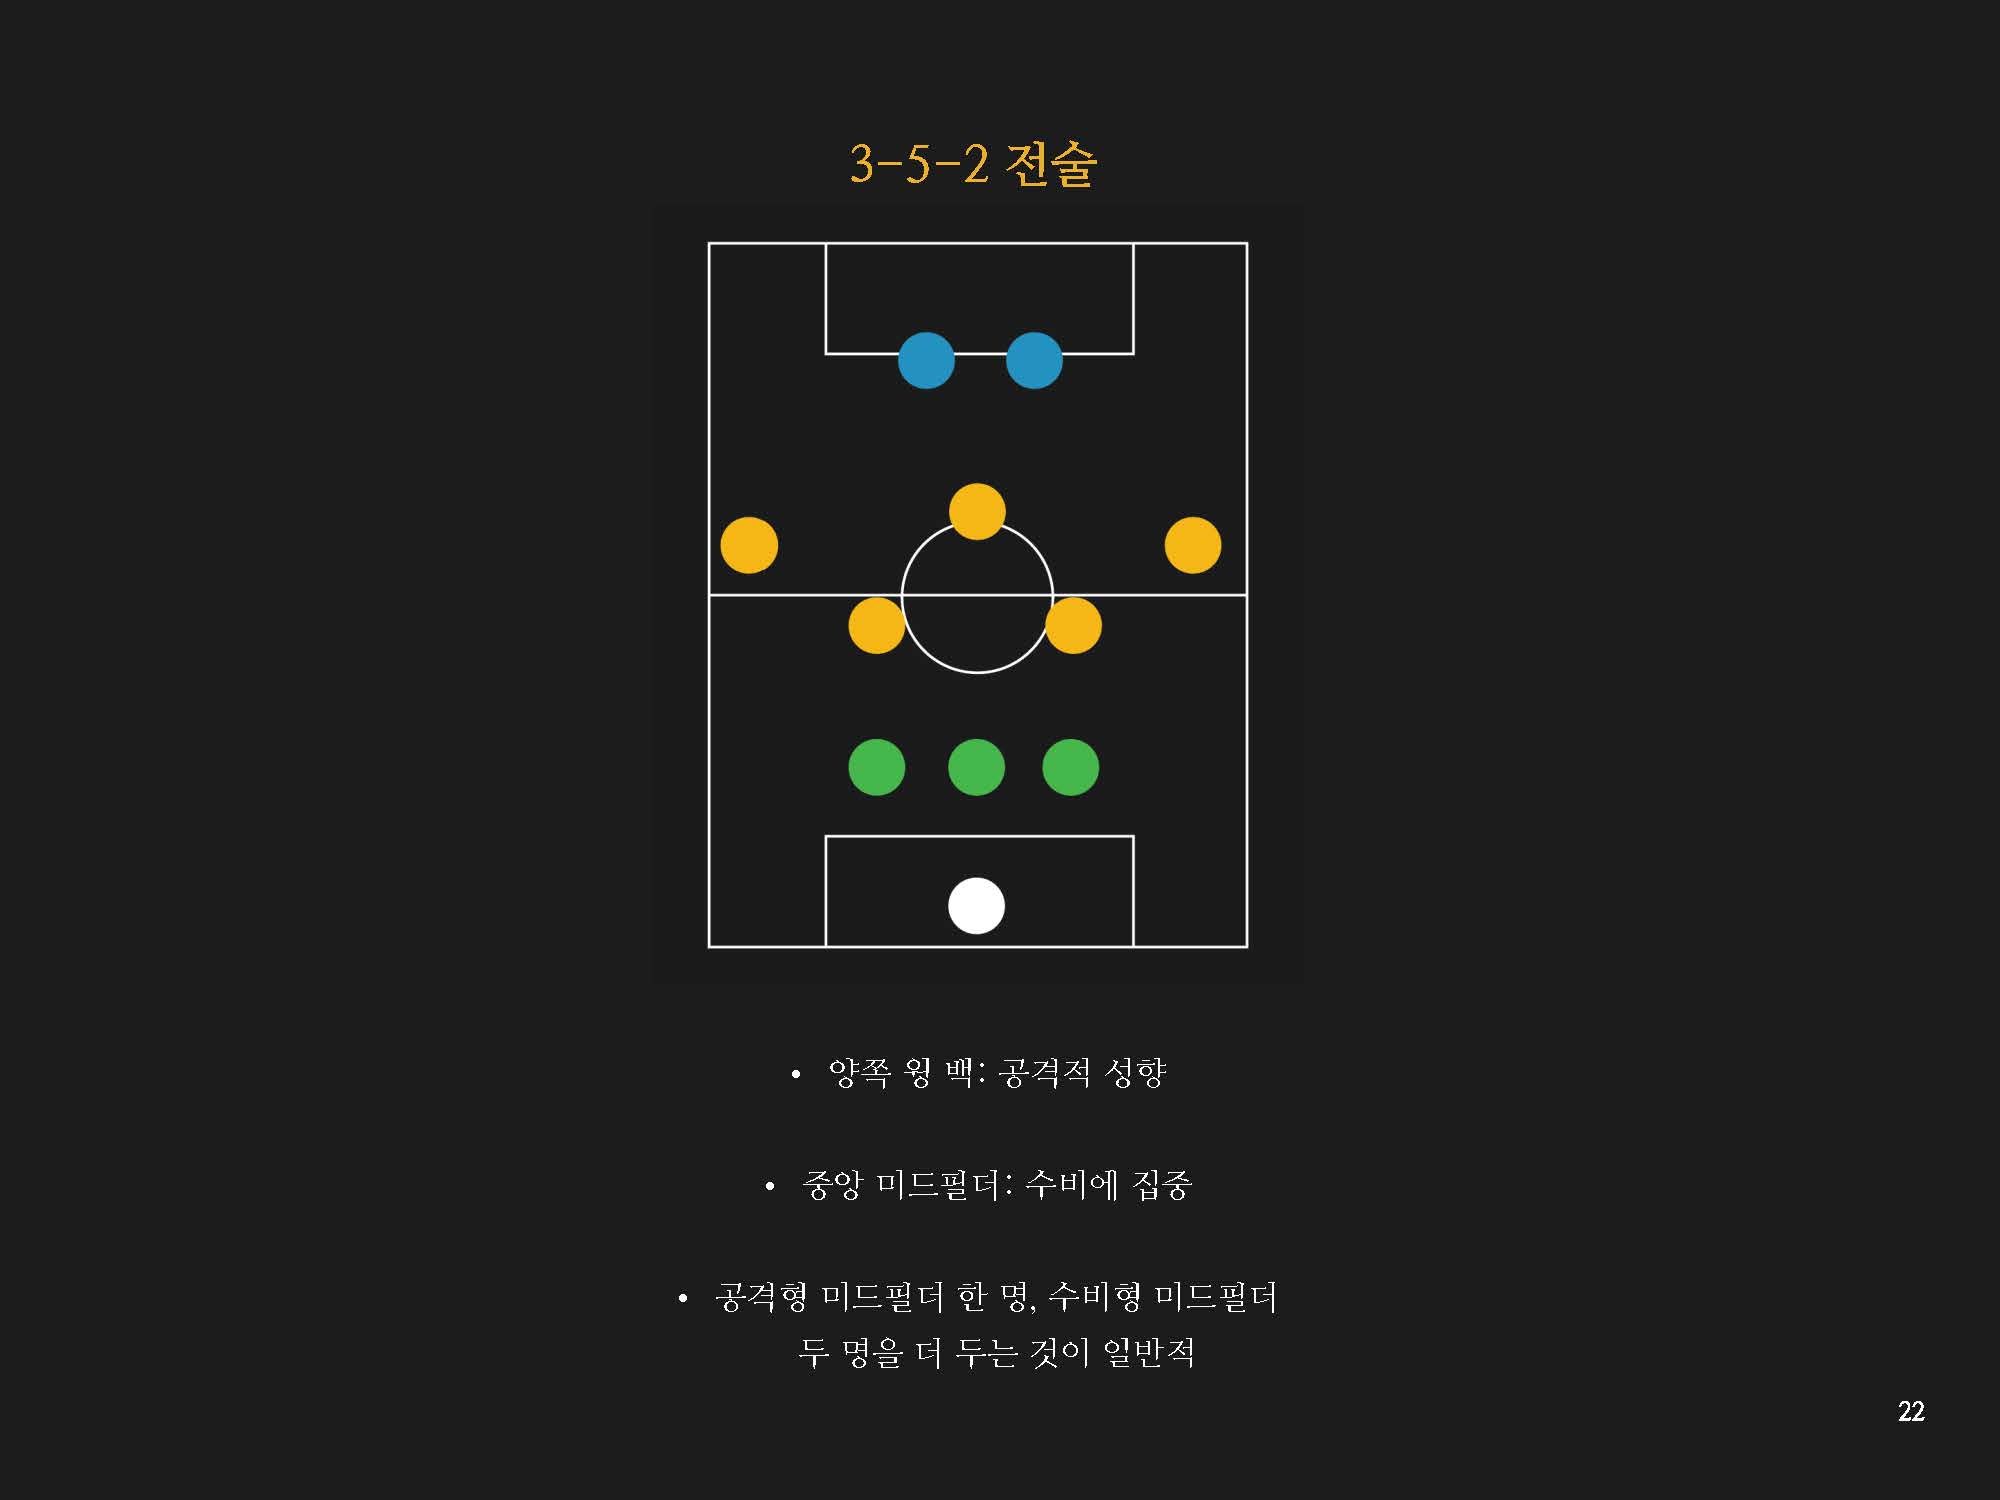 3-5-2 전술
• 양쪽 윙 백: 공격적 성향
• 중앙 미드필더: 수비에 집중
• 공격형 미드필더 한 명, 수비형 미드필더
두 명을 더 두는 것이 일반적
22